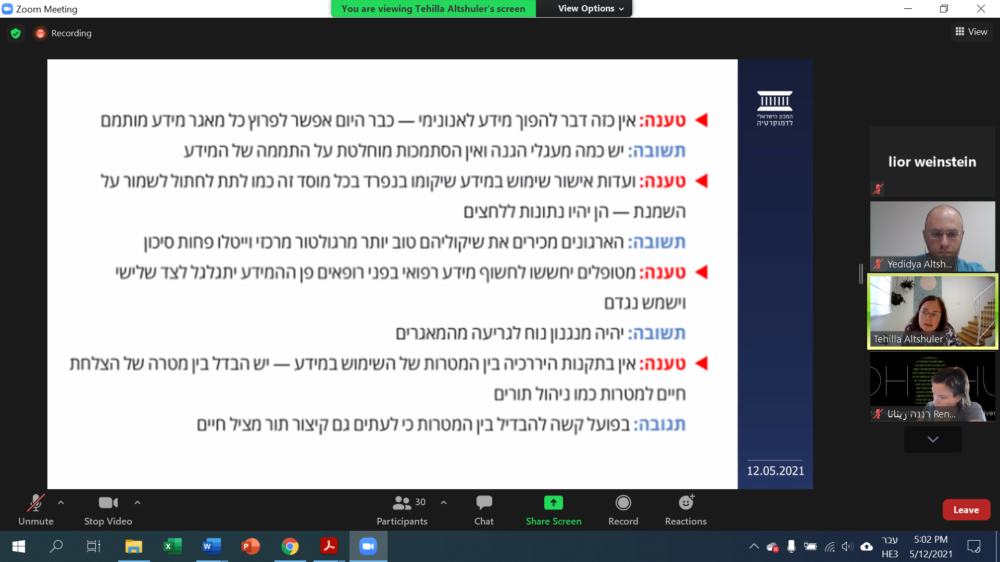 Zoom Meeting
You are viewing Tehilla Altshuler's screen
View Options
Recording
View
המכון הישראלי
לדמוקרטיה
טענה: אין כזה דבר להפוך מידע לאנונימי — כבר היום אפשר לפרוץ כל מאגר מידע מותמם
תשובה: יש כמה מעגלי הגנה ואין הסתמכות מוחלטת על התממה של המידע
טענה: ועדות אישור שימוש במידע שיקומו בנפרד בכל מוסד זה כמו לתת לחתול לשמור על
השמנת — הן יהיו נתונות ללחצים
תשובה: הארגונים מכירים את שיקוליהם טוב יותר מרגולטור מרכזי וייטלו פחות סיכון
טענה: מטופלים יחששו לחשוף מידע רפואי בפני רופאים פן ההמידע יתגלגל לצד שלישי
וישמש נגדם
תשובה: יהיה מנגנון נוח לגריעה מהמאגרים
טענה: אין בתקנות היררכיה בין המטרות של השימוש במידע — יש הבדל בין מטרה של הצלחת
חיים למטרות כמו ניהול תורים
תגובה: בפועל קשה להבדיל בין המטרות כי לעתים גם קיצור תור מציל חיים
12.05.2021
lior weinstein
Yedidya Altsh...
Tehilla Altshuler
רננה رينانا Ren...
Unmute
Stop Video
30
Participants
Chat
Share Screen
Record
Reactions
Leave
עבר
HE3
5:02 PM
5/12/2021